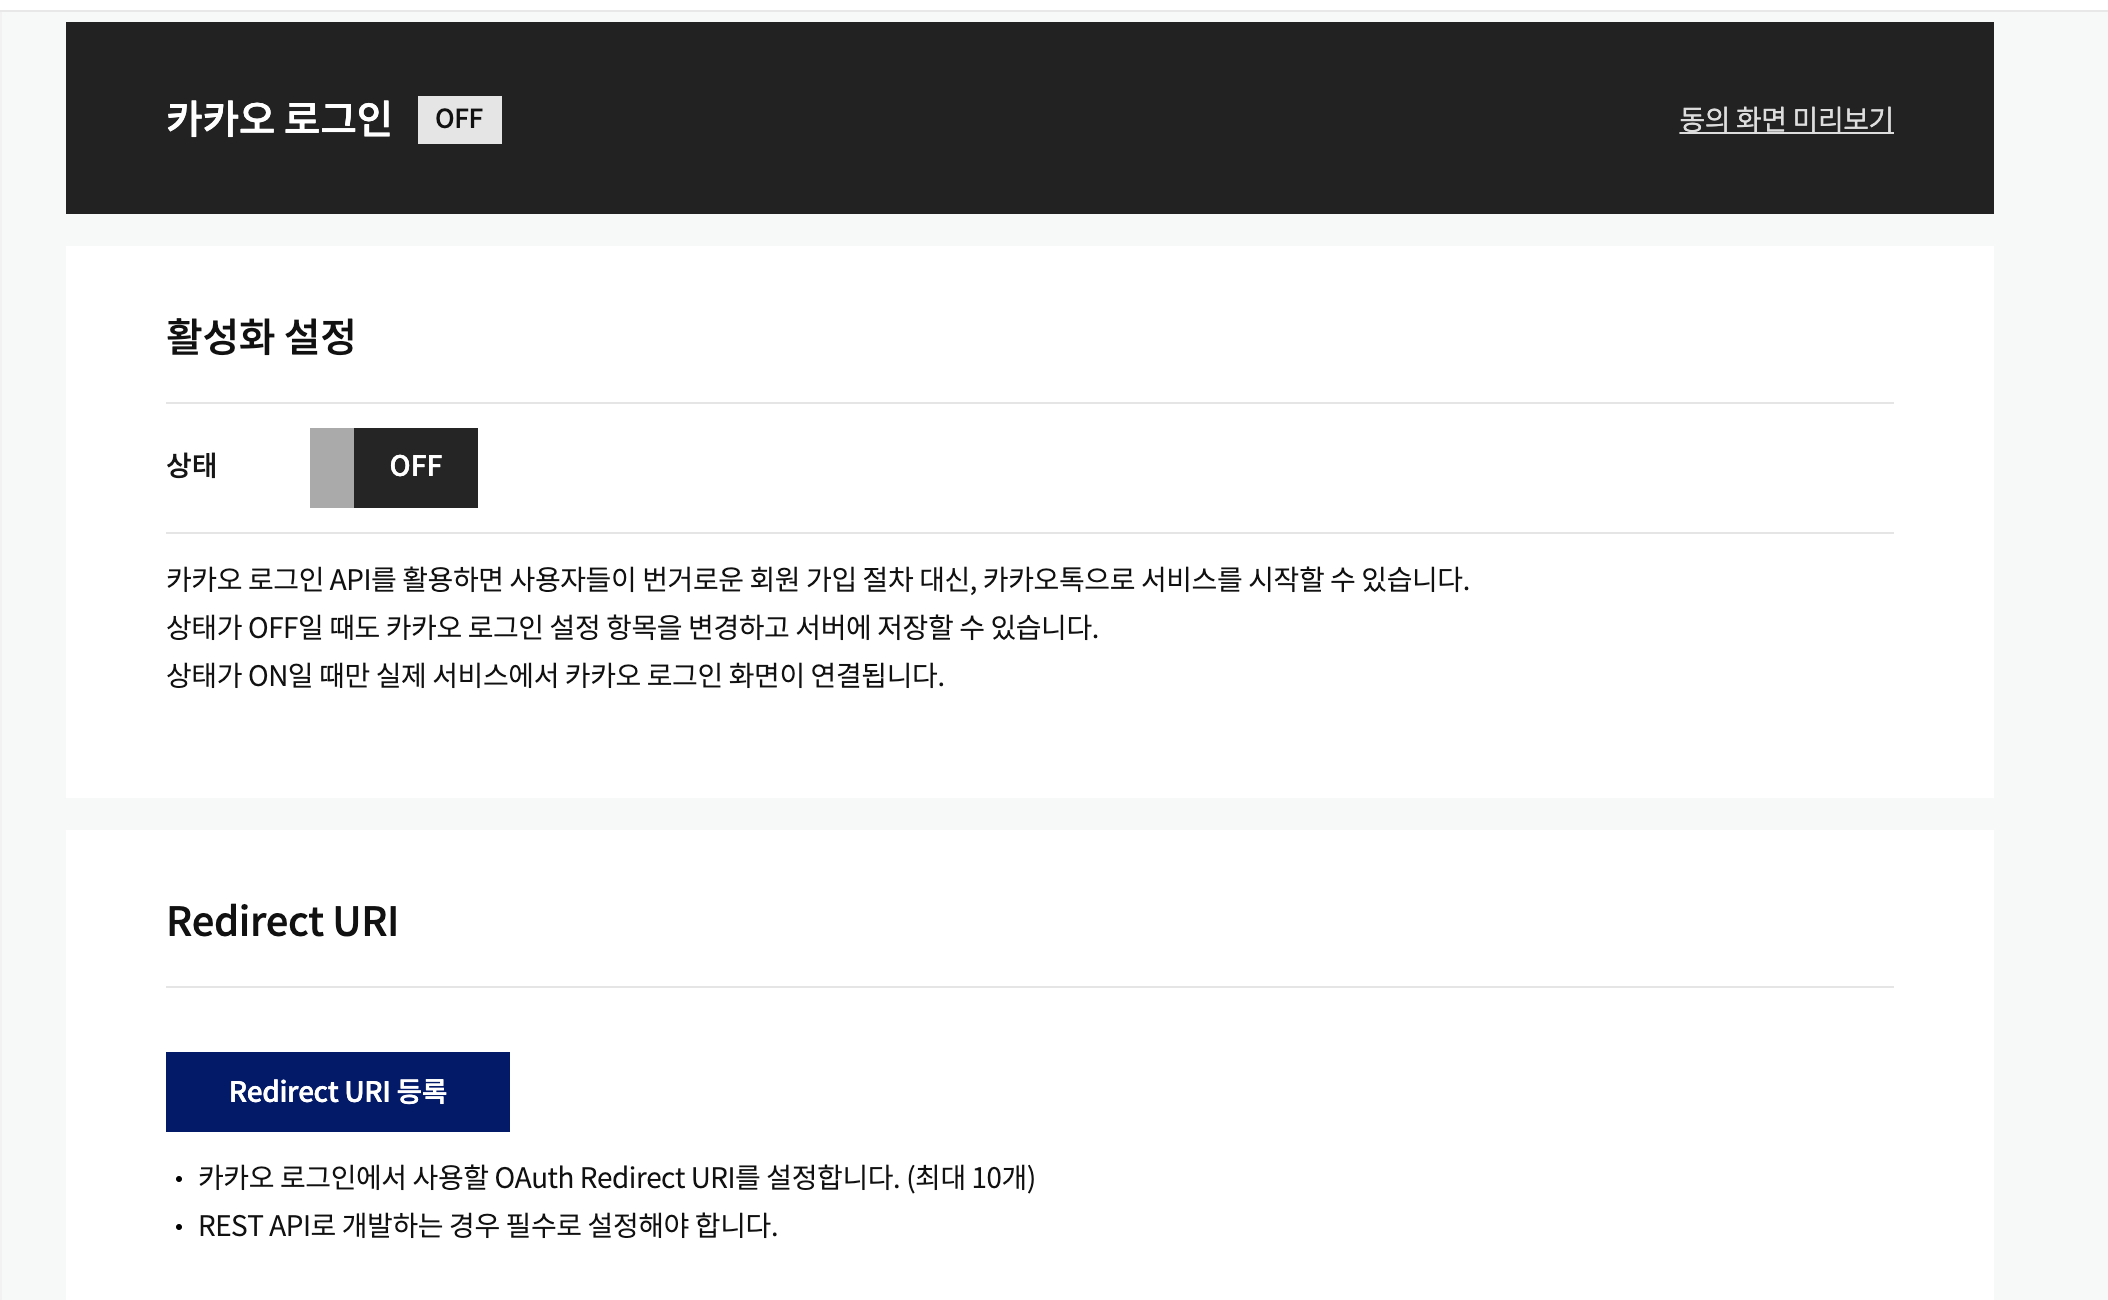 카카오 로그인 OFF 동의 화면 미리보기
활성화 설정
상태 OFF
카카오 로그인 API를 활용하면 사용자들이 번거로운 회원 가입 절차 대신, 카카오톡으로 서비스를 시작할 수 있습니다.
상태가 OFF일 때도 카카오 로그인 설정 항목을 변경하고 서버에 저장할 수 있습니다.
상태가 ON일 때만 실제 서비스에서 카카오 로그인 화면이 연결됩니다.
Redirect URI
Redirect URI 등록
• 카카오 로그인에서 사용할 OAuth Redirect URI를 설정합니다. (최대 10개)
• REST API로 개발하는 경우 필수로 설정해야 합니다.